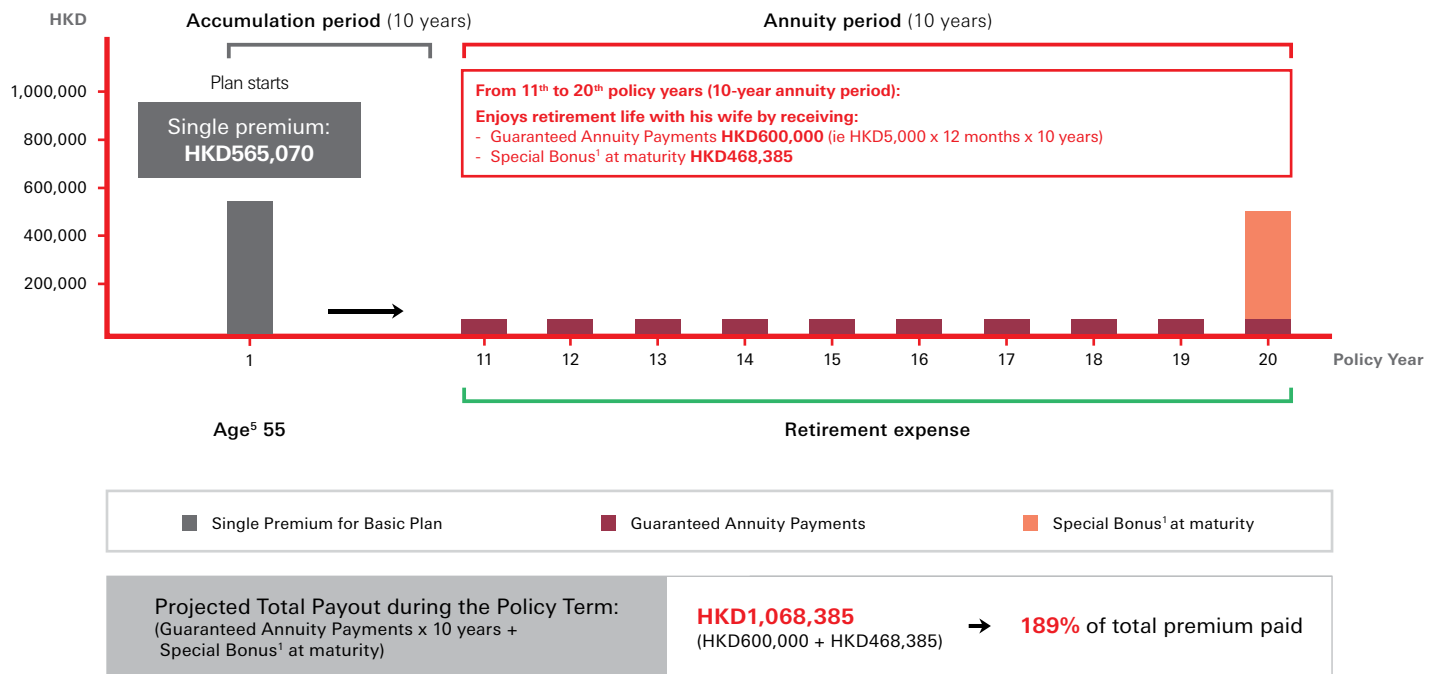 HKD
Accumulation period (10 years)
Annuity period (10 years)
1,000,000
800,000
600,000
400,000
200,000
Plan starts
Single premium:
HKD565,070
From 11th to 20th policy years (10-year annuity period):
Enjoys retirement life with his wife by receiving:
- Guaranteed Annuity Payments HKD600,000 (ie HKD5,000 x 12 months x 10 years)
- Special Bonus1 at maturity HKD468,385
1 11 12 13 14 15 16 17 18 19 20 Policy Year
Age5 55
Retirement expense
Single Premium for Basic Plan
Guaranteed Annuity Payments
Special Bonus1 at maturity
Projected Total Payout during the Policy Term:
(Guaranteed Annuity Payments x 10 years +
Special Bonus1 at maturity)
HKD1,068,385
(HKD600,000 + HKD468,385)
189% of total premium paid